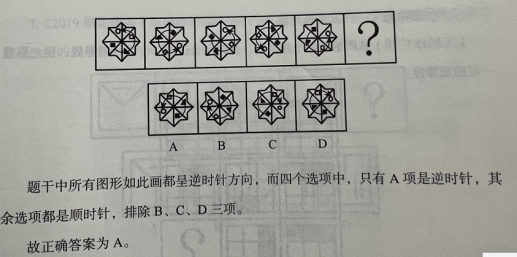 ?
A B C D
题干中所有图形如此画都呈逆时针方向，而四个选项中，只有 A 项是逆时针，其
余选项都是顺时针，排除 B、C、D 三项。
故正确答案为 A。